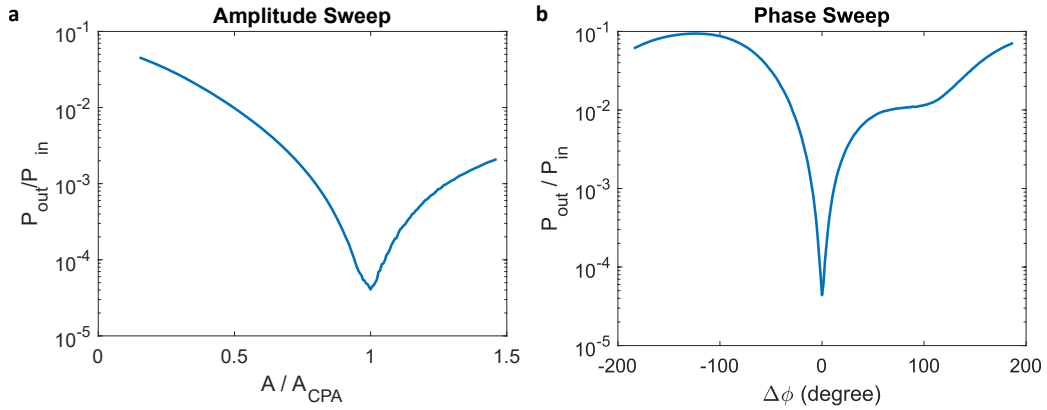 a
Amplitude Sweep
10^-1
10^-2
10^-3
10^-4
10^-5
P_out/P_in
0
0.5
1
1.5
A / A_CPA
b
Phase Sweep
10^-1
10^-2
10^-3
10^-4
10^-5
P_out / P_in
-200
-100
0
100
200
Δϕ (degree)